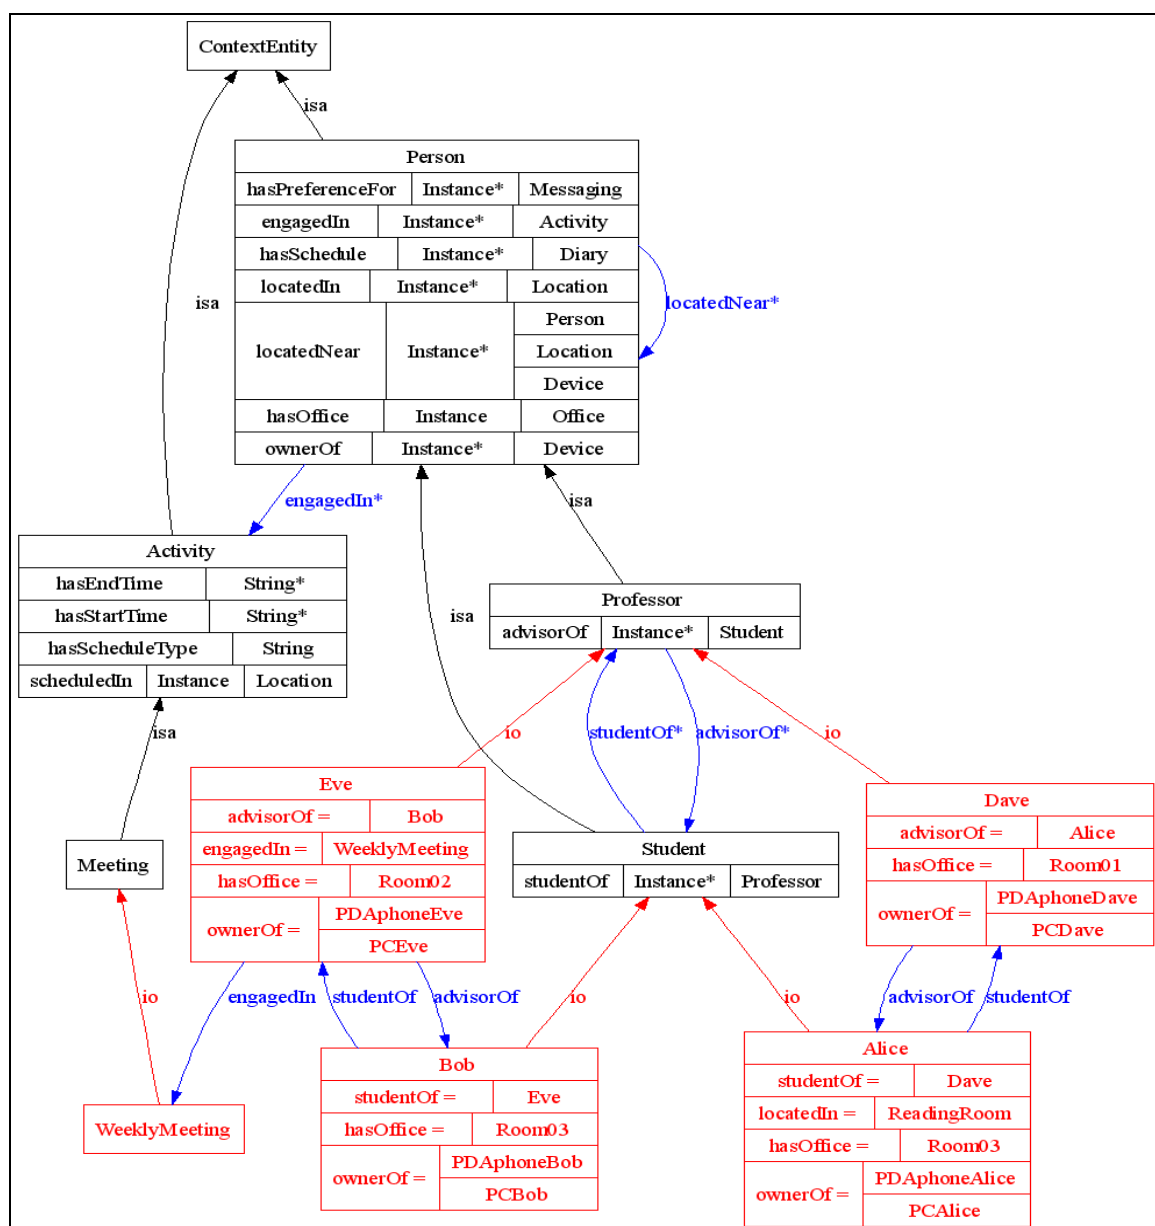 ContextEntity
isa
Person
hasPreferenceFor Instance* Messaging
engagedIn Instance* Activity
hasSchedule Instance* Diary
locatedIn Instance* Location
locatedNear Instance* Person
Location
Device
hasOffice Instance Office
ownerOf Instance* Device
locatedNear*
isa
engagedIn*
isa
Activity
hasEndTime String*
hasStartTime String*
hasScheduleType String
scheduledIn Instance Location
Professor
advisorOf Instance* Student
isa
isa
io
studentOf*
advisorOf*
io
Eve
advisorOf = Bob
engagedIn = WeeklyMeeting
hasOffice = Room02
ownerOf = PDAphoneEve
PCEve
Dave
advisorOf = Alice
hasOffice = Room01
ownerOf = PDAphoneDave
PCDave
Meeting
Student
studentOf Instance* Professor
io
engagedIn
studentOf
advisorOf
io
io
advisorOf
studentOf
Bob
studentOf = Eve
hasOffice = Room03
ownerOf = PDAphoneBob
PCBob
Alice
studentOf = Dave
locatedIn = ReadingRoom
hasOffice = Room03
ownerOf = PDAphoneAlice
PCAlice
WeeklyMeeting